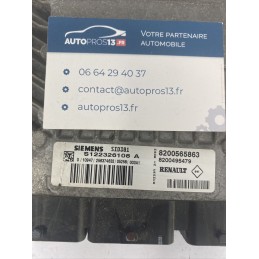 AUTOPROS13.FR
VOTRE PARTENAIRE
AUTOMOBILE
06 64 29 40 37
contact@autopros13.fr
autopros13.fr
SIEMENS SID301
S122326108 A
8200565863
8200495479
RENAULT